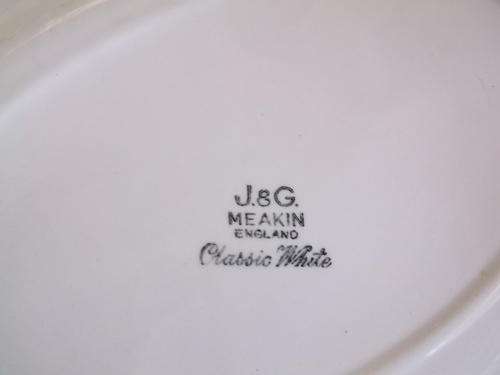 J.&G.
MEAKIN
ENGLAND
Classic White